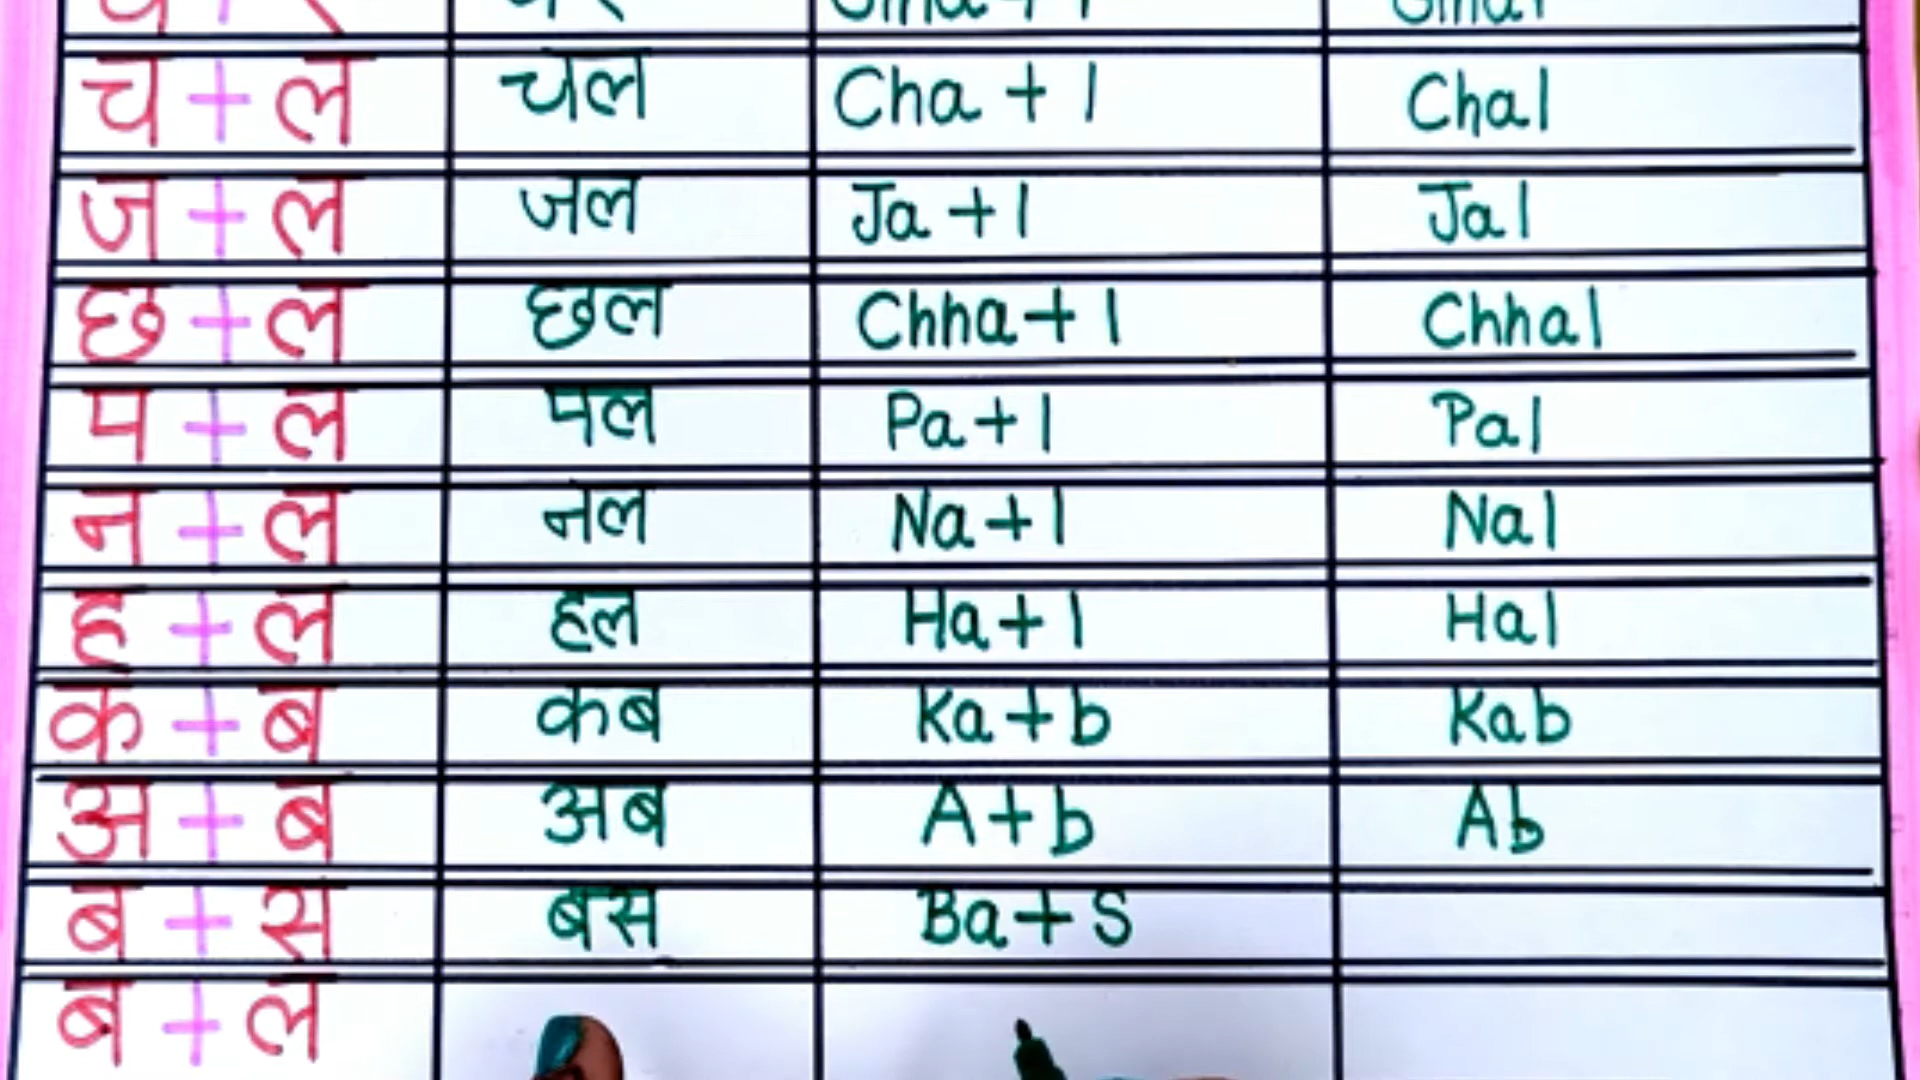 च + ल चल Cha + l Chal
ज + ल जल Ja + l Jal
छ + ल छल Chha + l Chhal
प + ल पल Pa + l Pal
न + ल नल Na + l Nal
ह + ल हल Ha + l Hal
क + ब कब Ka + b Kab
अ + ब अब A + b Ab
ब + स बस Ba + S
ब + ल